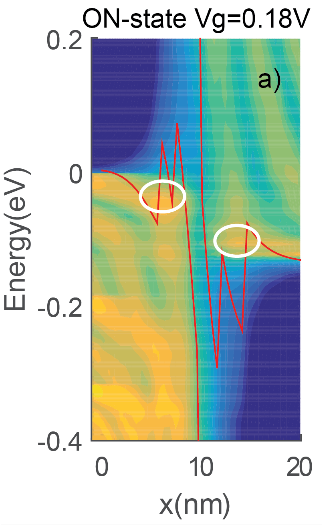 ON-state Vg=0.18V
a)
0.2
0
-0.2
-0.4
Energy(eV)
0 10 20
x(nm)